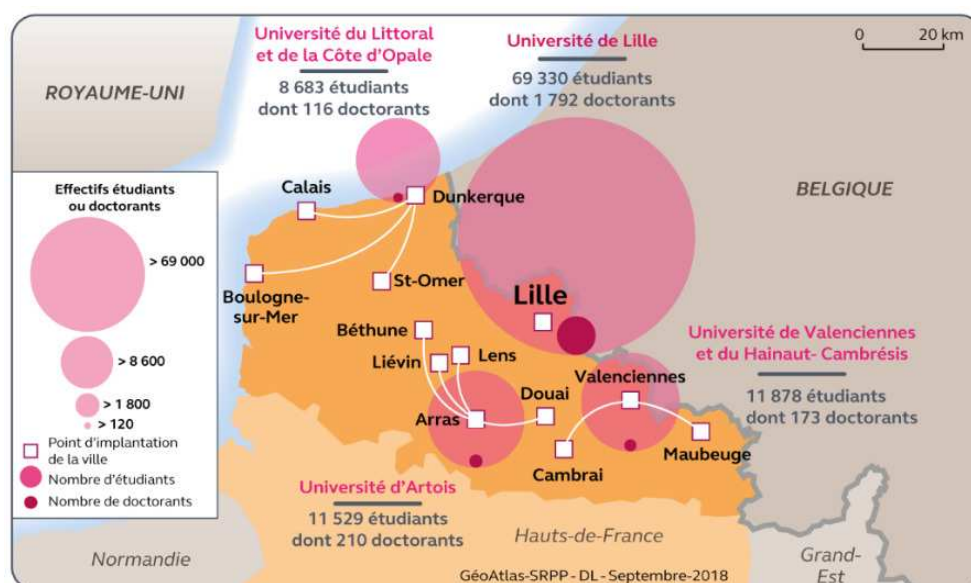 Université du Littoral
et de la Côte d'Opale
8 683 étudiants
dont 116 doctorants
Université de Lille
69 330 étudiants
dont 1 792 doctorants
0 20 km
ROYAUME-UNI
BELGIQUE
Effectifs étudiants
ou doctorants
> 69 000
> 8 600
> 1 800
> 120
Point d'implantation
de la ville
Nombre d'étudiants
Nombre de doctorants
Calais
Dunkerque
Boulogne-
sur-Mer
St-Omer
Lille
Béthune
Liévin
Lens
Douai
Arras
Valenciennes
Cambrai
Maubeuge
Université de Valenciennes
et du Hainaut- Cambrésis
11 878 étudiants
dont 173 doctorants
Université d'Artois
11 529 étudiants
dont 210 doctorants
Normandie
Hauts-de-France
Grand-
Est
GéoAtlas-SRPP - DL - Septembre-2018